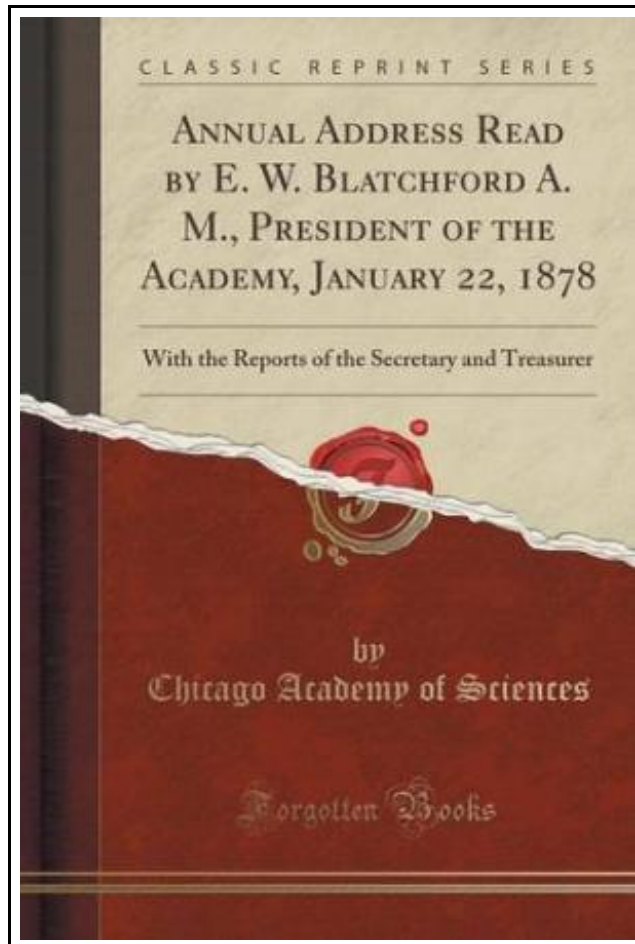 CLASSIC REPRINT SERIES
ANNUAL ADDRESS READ
BY E. W. BLATCHFORD A.
M., PRESIDENT OF THE
ACADEMY, JANUARY 22, 1878
With the Reports of the Secretary and Treasurer
by
Chicago Academy of Sciences
Forgotten Books